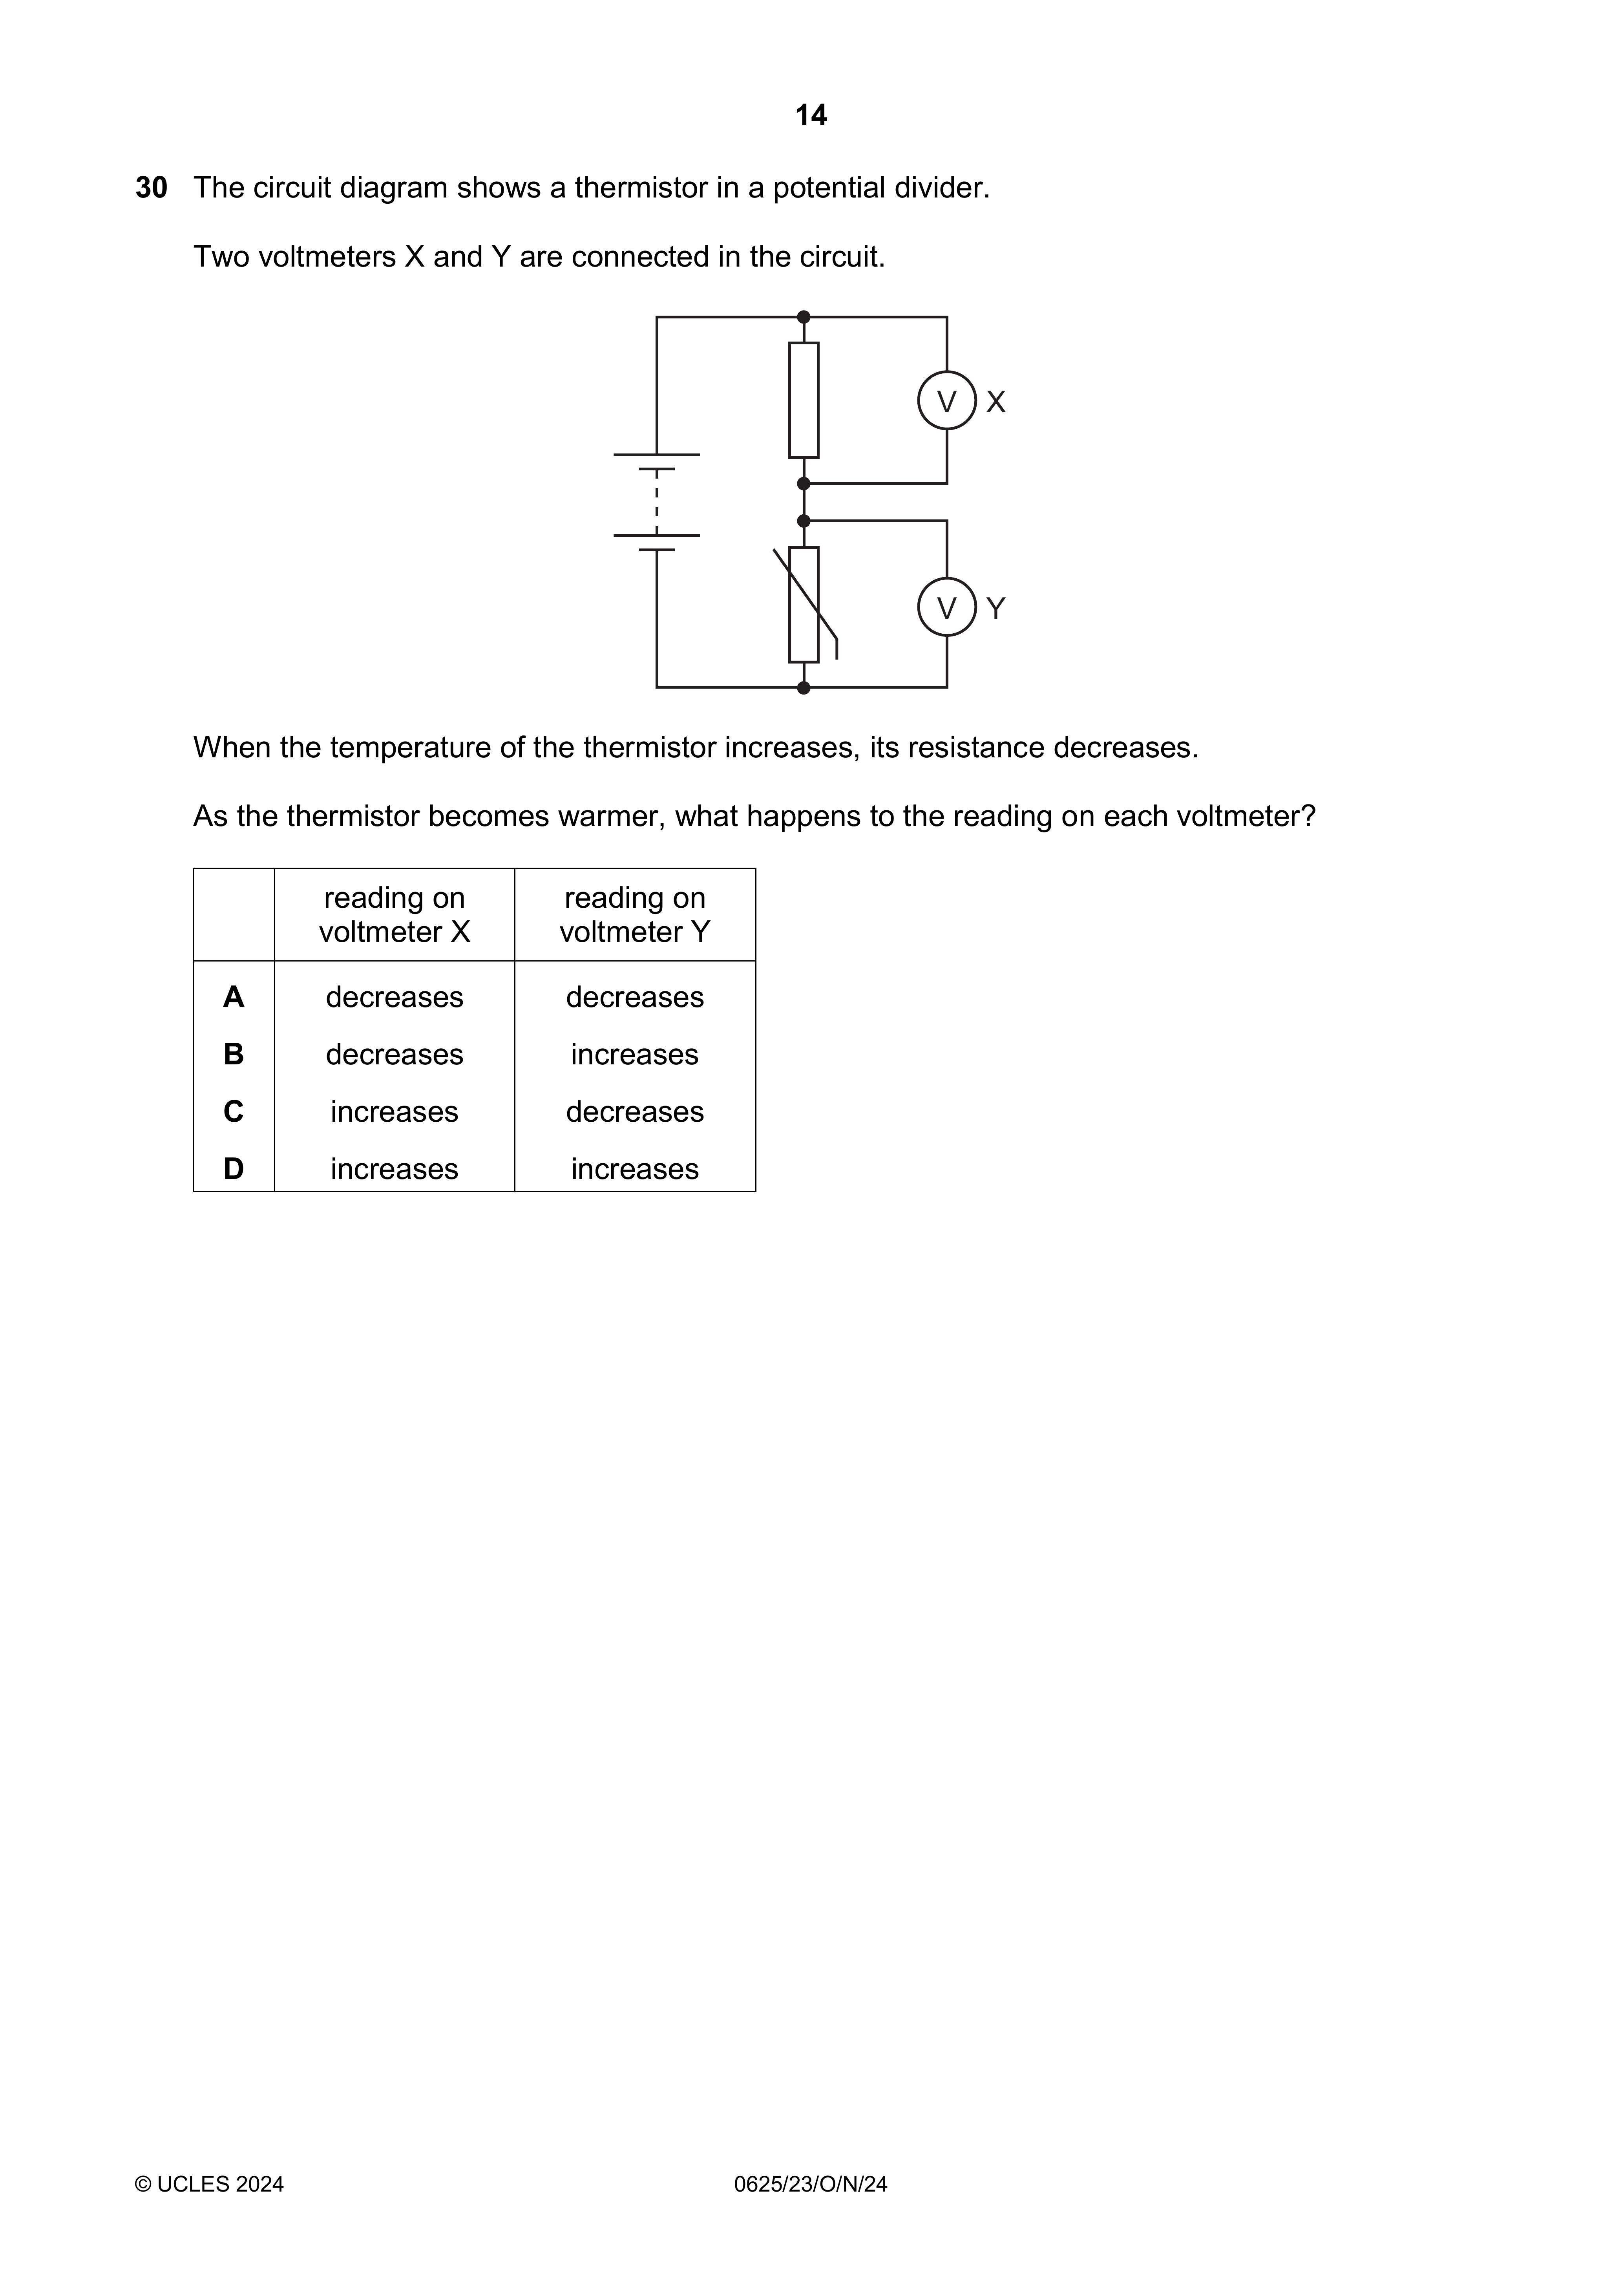 14
30 The circuit diagram shows a thermistor in a potential divider.
Two voltmeters X and Y are connected in the circuit.
V X
V Y
When the temperature of the thermistor increases, its resistance decreases.
As the thermistor becomes warmer, what happens to the reading on each voltmeter?
reading on voltmeter X
reading on voltmeter Y
A decreases decreases
B decreases increases
C increases decreases
D increases increases
© UCLES 2024 0625/23/O/N/24